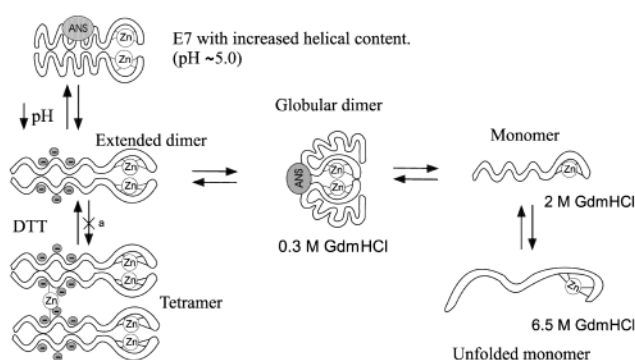 ANS
Zn
Zn
E7 with increased helical content.
(pH ~5.0)
pH
Extended dimer
Zn
Zn
Globular dimer
ANS
Zn
Zn
0.3 M GdmHCl
Monomer
Zn
2 M GdmHCl
DTT
a
Zn
Zn
Zn
Tetramer
Zn
Zn
Zn
6.5 M GdmHCl
Unfolded monomer